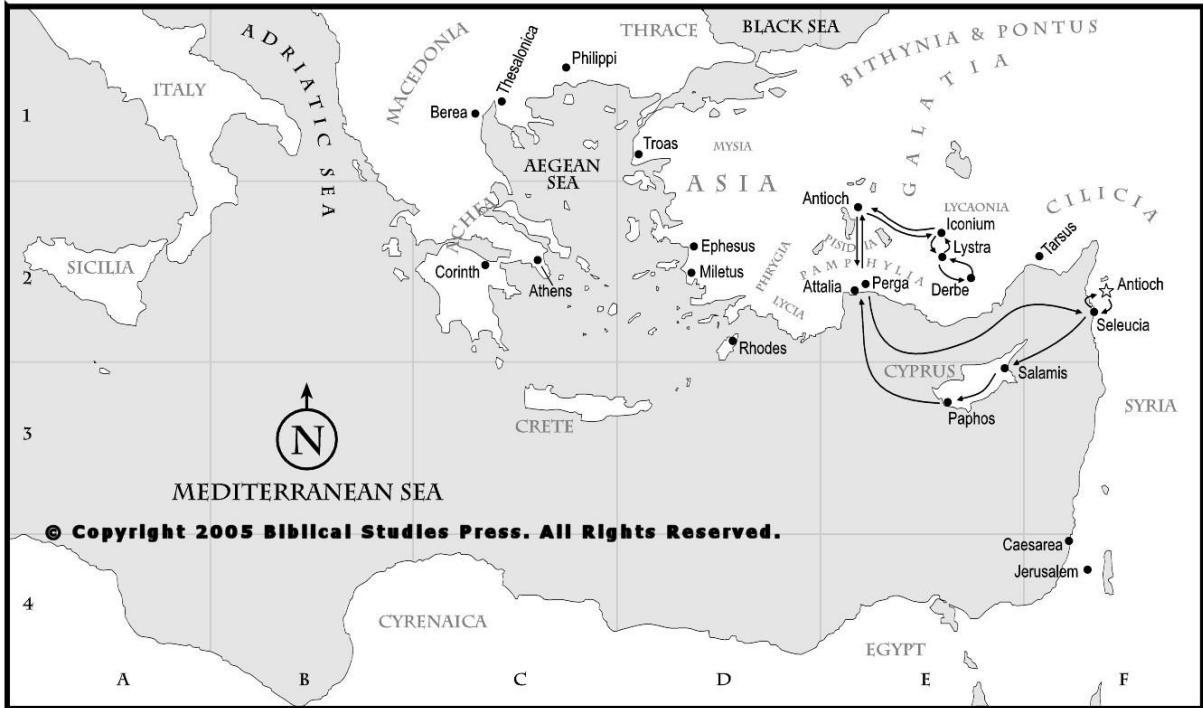 BLACK SEA
THRACE
BITHYNIA & PONTUS
ADRIATIC SEA
MACEDONIA
Thesalonica
Philippi
GALATIA
ITALY
1
Berea
Troas
MYSIA
AEGEAN
SEA
ASIA
Antioch
LYCAONIA
CILICIA
ACHEAI
Iconium
PISIDIA
Lystra
Tarsus
Ephesus
SICILIA
Corinth
Miletus
PHRYGIA
PAMPHYLIA
2
Athens
Attalia
Perga
Derbe
Antioch
LYCIA
Seleucia
Rhodes
CYPRUS
Salamis
SYRIA
Paphos
CRETE
3
N
MEDITERRANEAN SEA
© Copyright 2005 Biblical Studies Press. All Rights Reserved.
Caesarea
Jerusalem
4
CYRENAICA
EGYPT
A
B
C
D
E
F